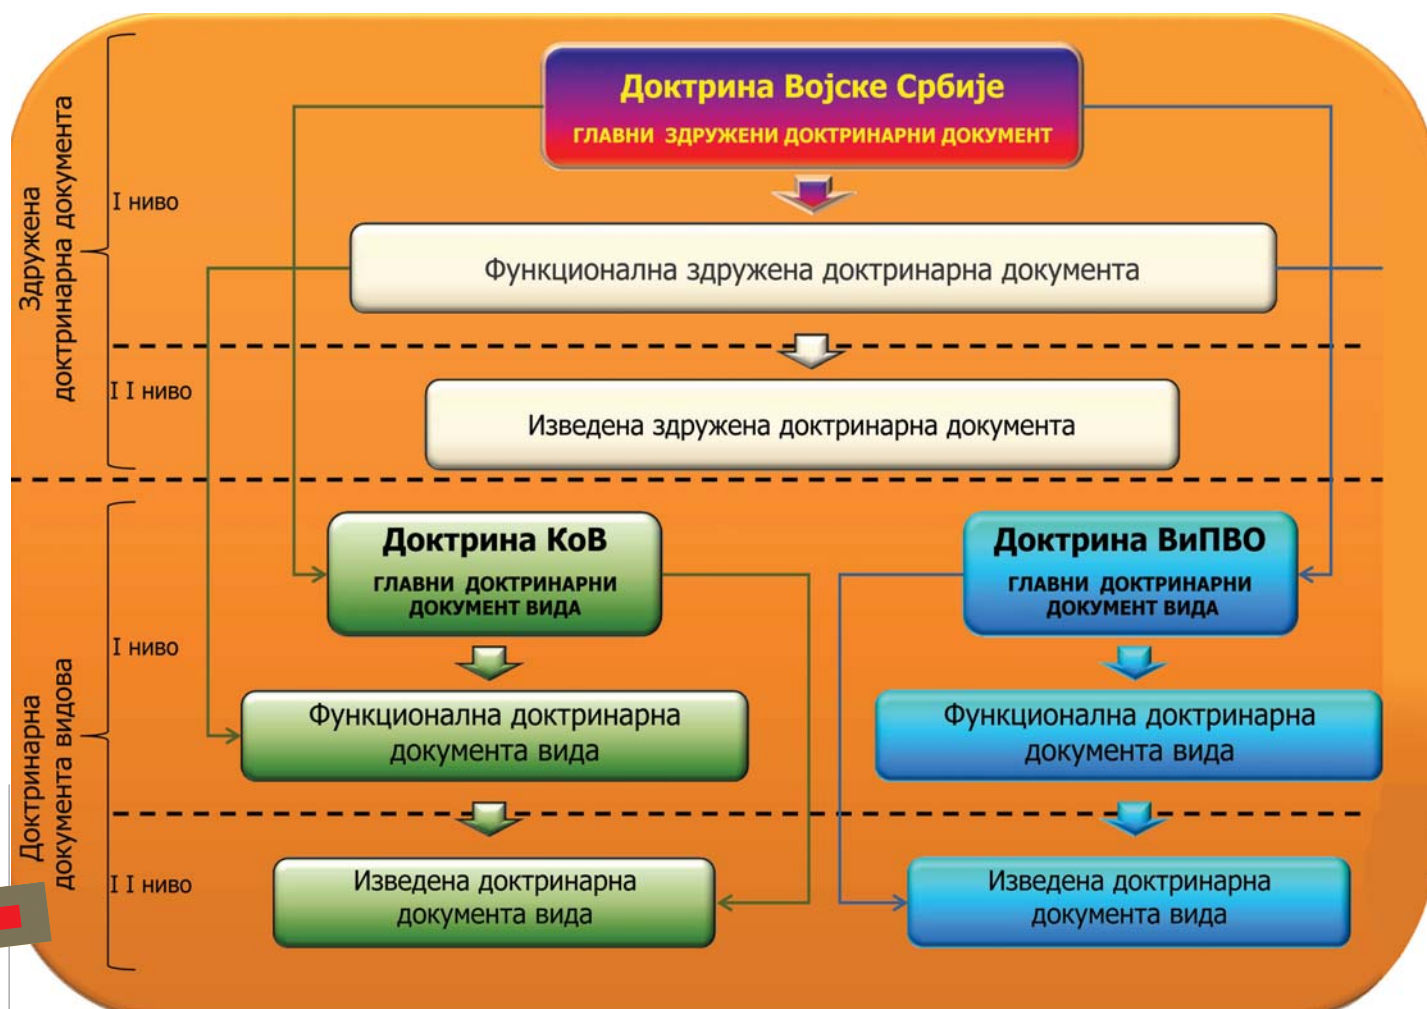 Здружена
доктринарна документа
I ниво
Доктрина Војске Србије
ГЛАВНИ ЗДРУЖЕНИ ДОКТРИНАРНИ ДОКУМЕНТ
Функционална здружена доктринарна документа
I I ниво
Изведена здружена доктринарна документа
Доктринарна
документа видова
I ниво
Доктрина КоВ
ГЛАВНИ ДОКТРИНАРНИ
ДОКУМЕНТ ВИДА
Доктрина ВиПВО
ГЛАВНИ ДОКТРИНАРНИ
ДОКУМЕНТ ВИДА
Функционална доктринарна
документа вида
Функционална доктринарна
документа вида
I I ниво
Изведена доктринарна
документа вида
Изведена доктринарна
документа вида